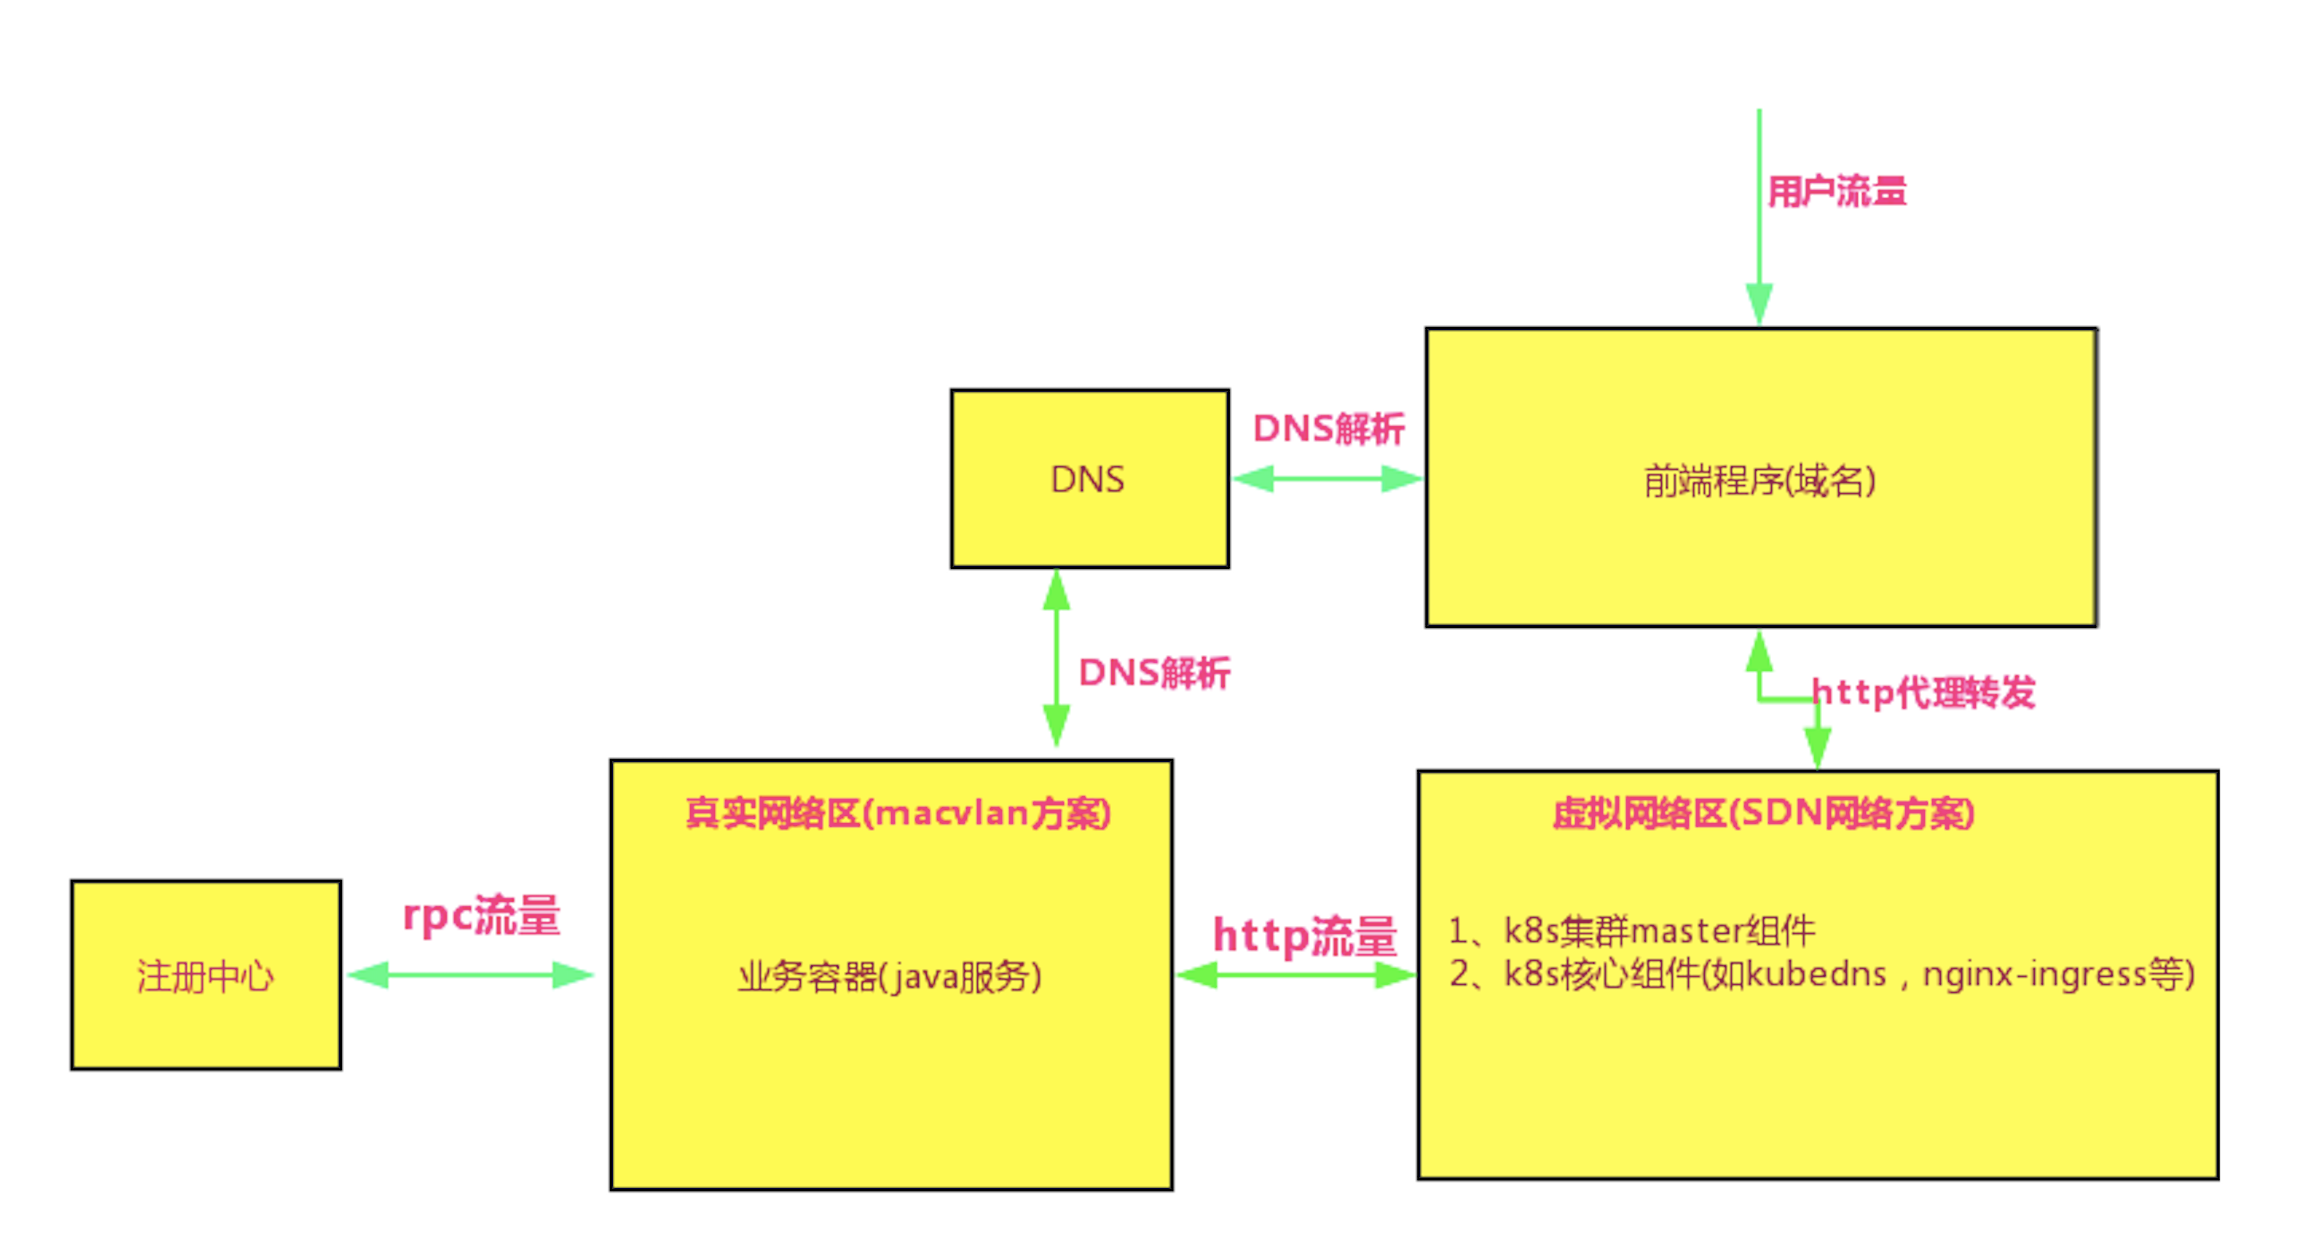 用户流量
DNS解析
DNS
前端程序(域名)
DNS解析
http代理转发
真实网络区(macvlan方案)
虚拟网络区(SDN网络方案)
rpc流量
http流量
1、k8s集群master组件
注册中心
业务容器(java服务)
2、k8s核心组件(如kubedns，nginx-ingress等)